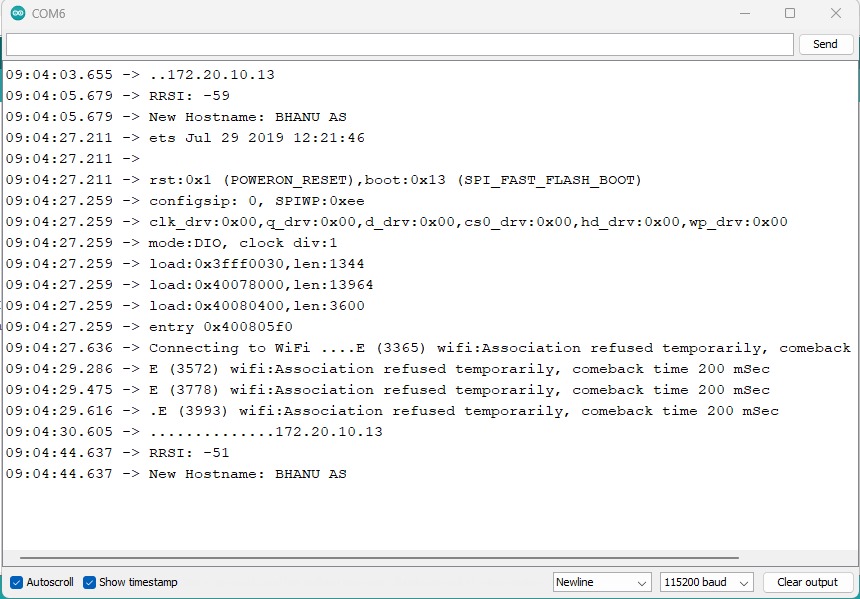 COM6
Send
09:04:03.655 -> ..172.20.10.13
09:04:05.679 -> RRSI: -59
09:04:05.679 -> New Hostname: BHANU AS
09:04:27.211 -> ets Jul 29 2019 12:21:46
09:04:27.211 ->
09:04:27.211 -> rst:0x1 (POWERON_RESET),boot:0x13 (SPI_FAST_FLASH_BOOT)
09:04:27.259 -> configsip: 0, SPIWP:0xee
09:04:27.259 -> clk_drv:0x00,q_drv:0x00,d_drv:0x00,cs0_drv:0x00,hd_drv:0x00,wp_drv:0x00
09:04:27.259 -> mode:DIO, clock div:1
09:04:27.259 -> load:0x3fff0030,len:1344
09:04:27.259 -> load:0x40078000,len:13964
09:04:27.259 -> load:0x40080400,len:3600
09:04:27.259 -> entry 0x400805f0
09:04:27.636 -> Connecting to WiFi ....E (3365) wifi:Association refused temporarily, comeback
09:04:29.286 -> E (3572) wifi:Association refused temporarily, comeback time 200 mSec
09:04:29.475 -> E (3778) wifi:Association refused temporarily, comeback time 200 mSec
09:04:29.616 -> .E (3993) wifi:Association refused temporarily, comeback time 200 mSec
09:04:30.605 -> ..............172.20.10.13
09:04:44.637 -> RRSI: -51
09:04:44.637 -> New Hostname: BHANU AS
Autoscroll Show timestamp Newline 115200 baud Clear output